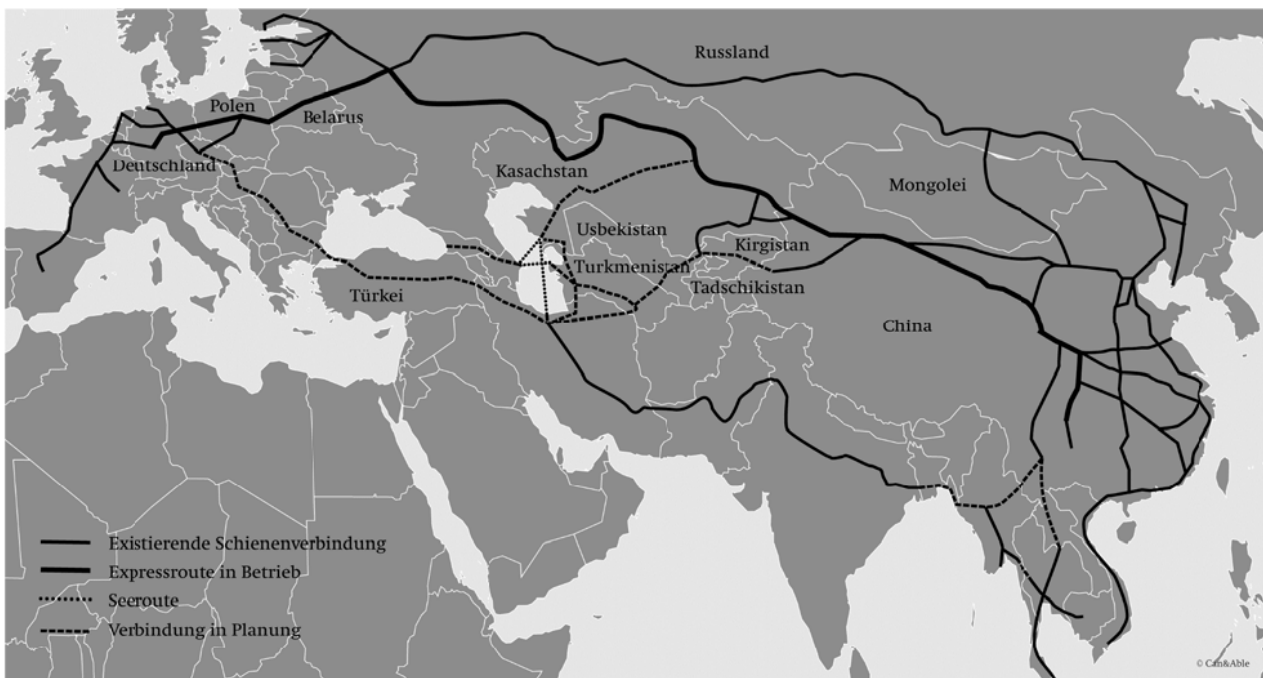 Russland
Polen
Belarus
Deutschland
Kasachstan
Mongolei
Usbekistan
Kirgistan
Turkmenistan
Tadschikistan
Türkei
China
Existierende Schienenverbindung
Expressroute in Betrieb
Seeroute
Verbindung in Planung
© Can&Able